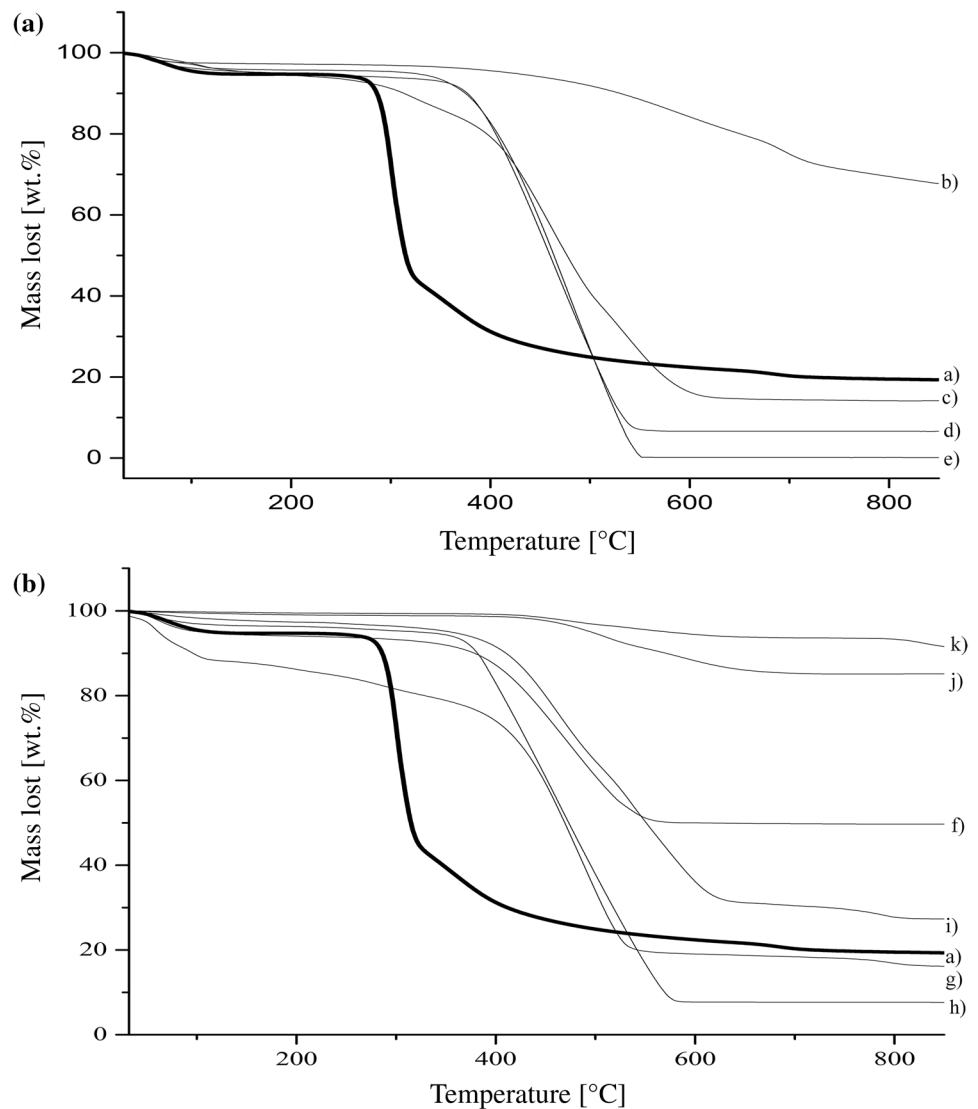 (a)
100
80
60
40
20
0
Mass lost [wt.%]
b)
a)
c)
d)
e)
200 400 600 800
Temperature [°C]
(b)
100
80
60
40
20
0
Mass lost [wt.%]
k)
j)
f)
i)
a)
g)
h)
200 400 600 800
Temperature [°C]